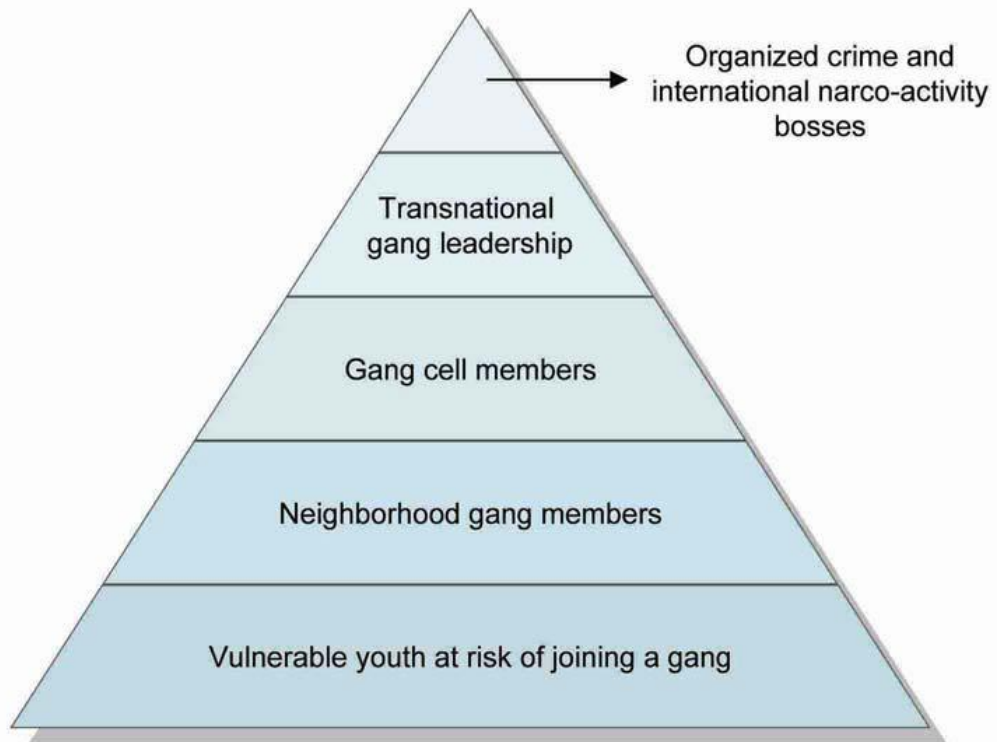 Organized crime and
international narco-activity
bosses
Transnational
gang leadership
Gang cell members
Neighborhood gang members
Vulnerable youth at risk of joining a gang